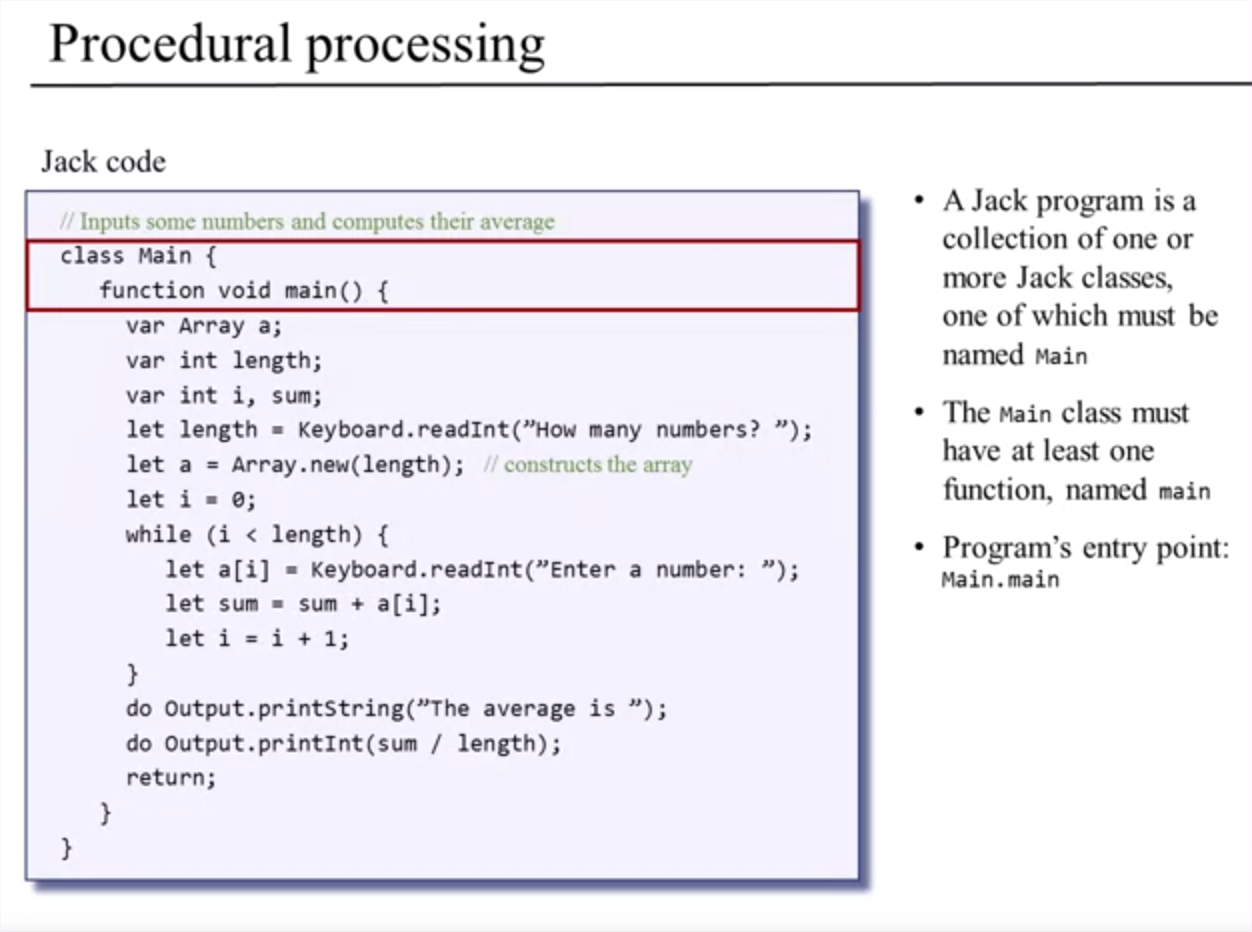 Procedural processing
Jack code
// Inputs some numbers and computes their average
class Main {
function void main() {
var Array a;
var int length;
var int i, sum;
let length = Keyboard.readInt(”How many numbers? ”);
let a = Array.new(length); // constructs the array
let i = 0;
while (i < length) {
let a[i] = Keyboard.readInt(”Enter a number: ”);
let sum = sum + a[i];
let i = i + 1;
}
do Output.printString(”The average is ”);
do Output.printInt(sum / length);
return;
}
}
• A Jack program is a
collection of one or
more Jack classes,
one of which must be
named Main
• The Main class must
have at least one
function, named main
• Program’s entry point:
Main.main